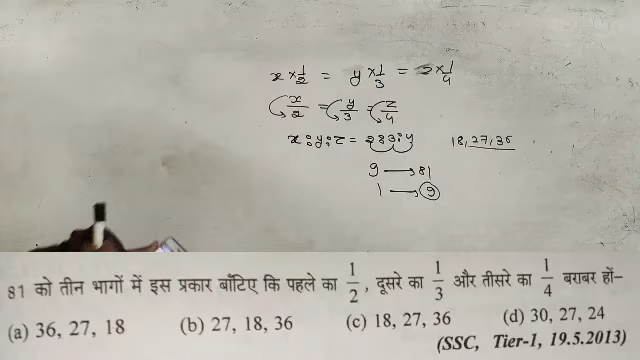 x × 1/2 = y × 1/3 = z × 1/4
x/2 = y/3 = z/4
x : y : z = 2 : 3 : 4
18, 27, 36
9 → 81
1 → 9
81 को तीन भागों में इस प्रकार बाँटिए कि पहले का 1/2, दूसरे का 1/3 और तीसरे का 1/4 बराबर हों-
(a) 36, 27, 18 (b) 27, 18, 36 (c) 18, 27, 36 (d) 30, 27, 24
(SSC, Tier-1, 19.5.2013)